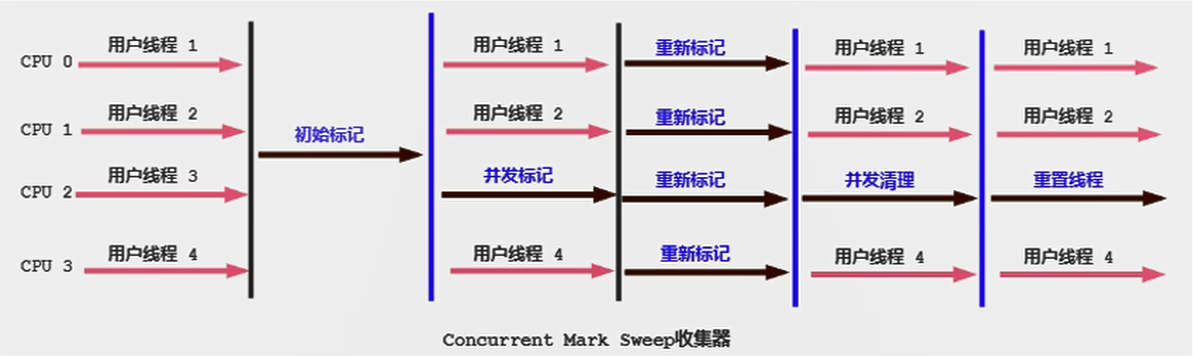 CPU 0 用户线程 1 用户线程 1 重新标记 用户线程 1 用户线程 1
CPU 1 用户线程 2 初始标记 用户线程 2 重新标记 用户线程 2 用户线程 2
CPU 2 用户线程 3 并发标记 重新标记 并发清理 重置线程
CPU 3 用户线程 4 用户线程 4 重新标记 用户线程 4 用户线程 4
Concurrent Mark Sweep收集器